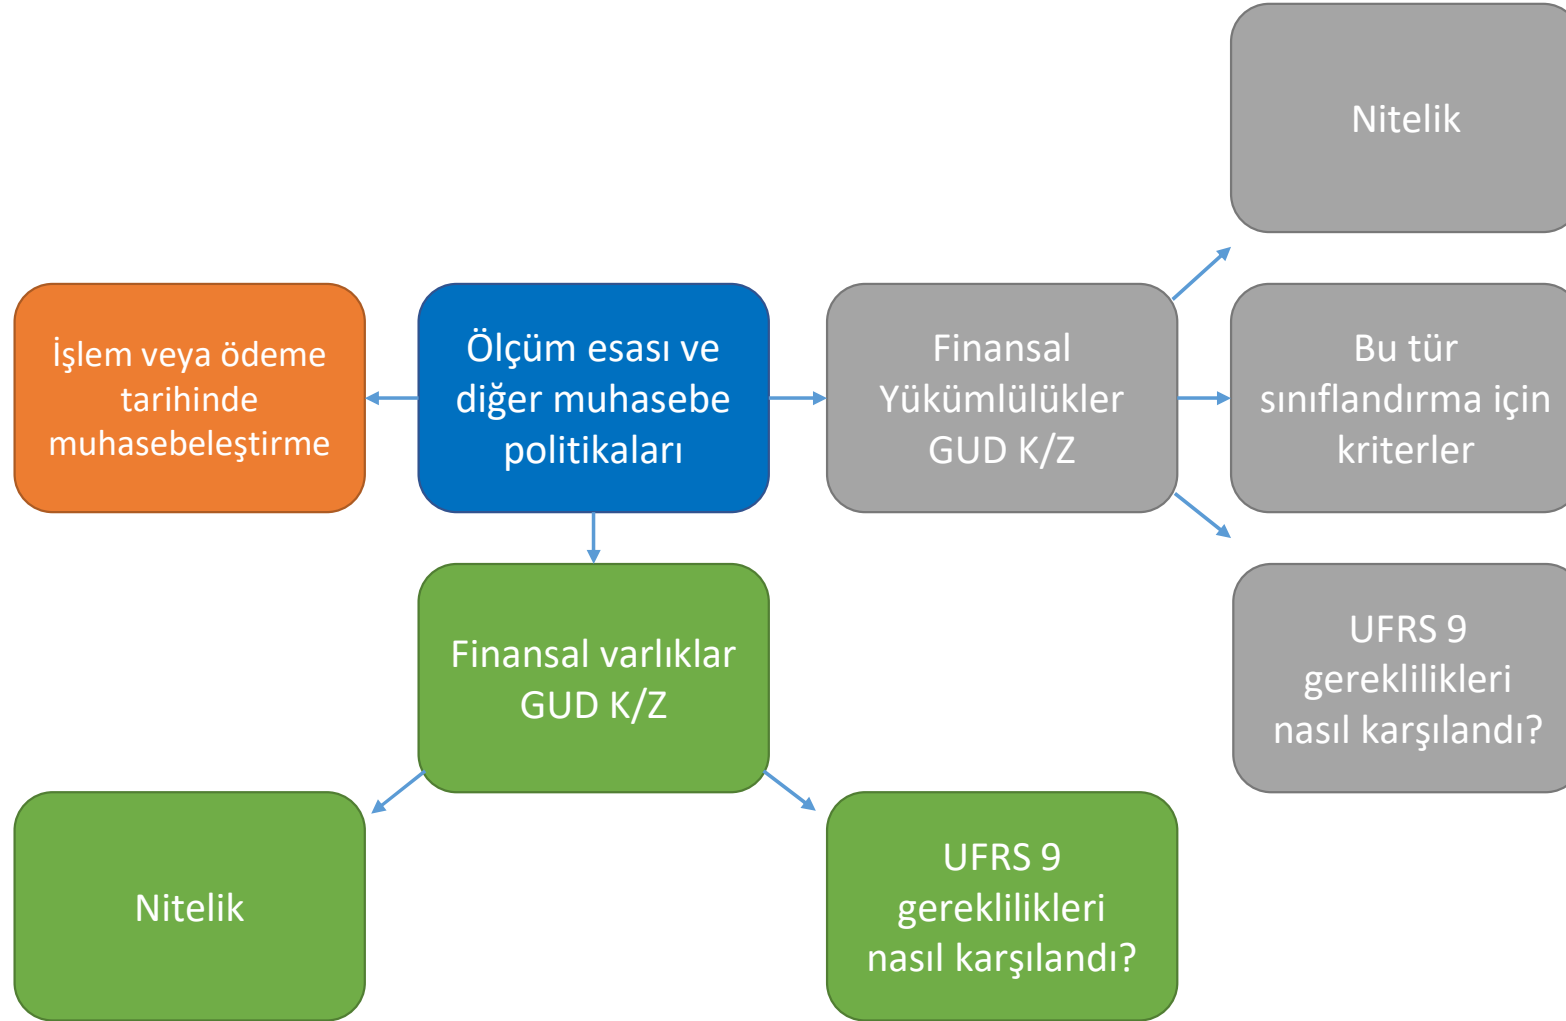 Nitelik
İşlem veya ödeme
tarihinde
muhasebeleştirme
Ölçüm esası ve
diğer muhasebe
politikaları
Finansal
Yükümlülükler
GUD K/Z
Bu tür
sınıflandırma için
kriterler
Finansal varlıklar
GUD K/Z
UFRS 9
gereklilikleri
nasıl karşılandı?
Nitelik
UFRS 9
gereklilikleri
nasıl karşılandı?